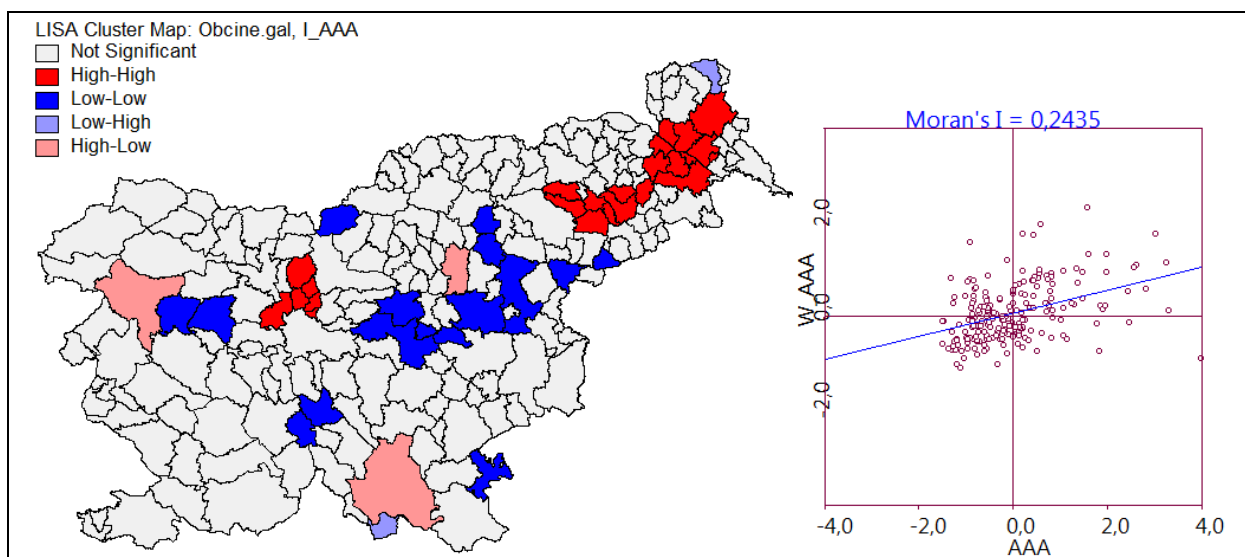 LISA Cluster Map: Obcine.gal, I_AAA
Not Significant
High-High
Low-Low
Low-High
High-Low
Moran's I = 0,2435
2,0
0,0
-2,0
W_AAA
-4,0 -2,0 0,0 2,0 4,0
AAA